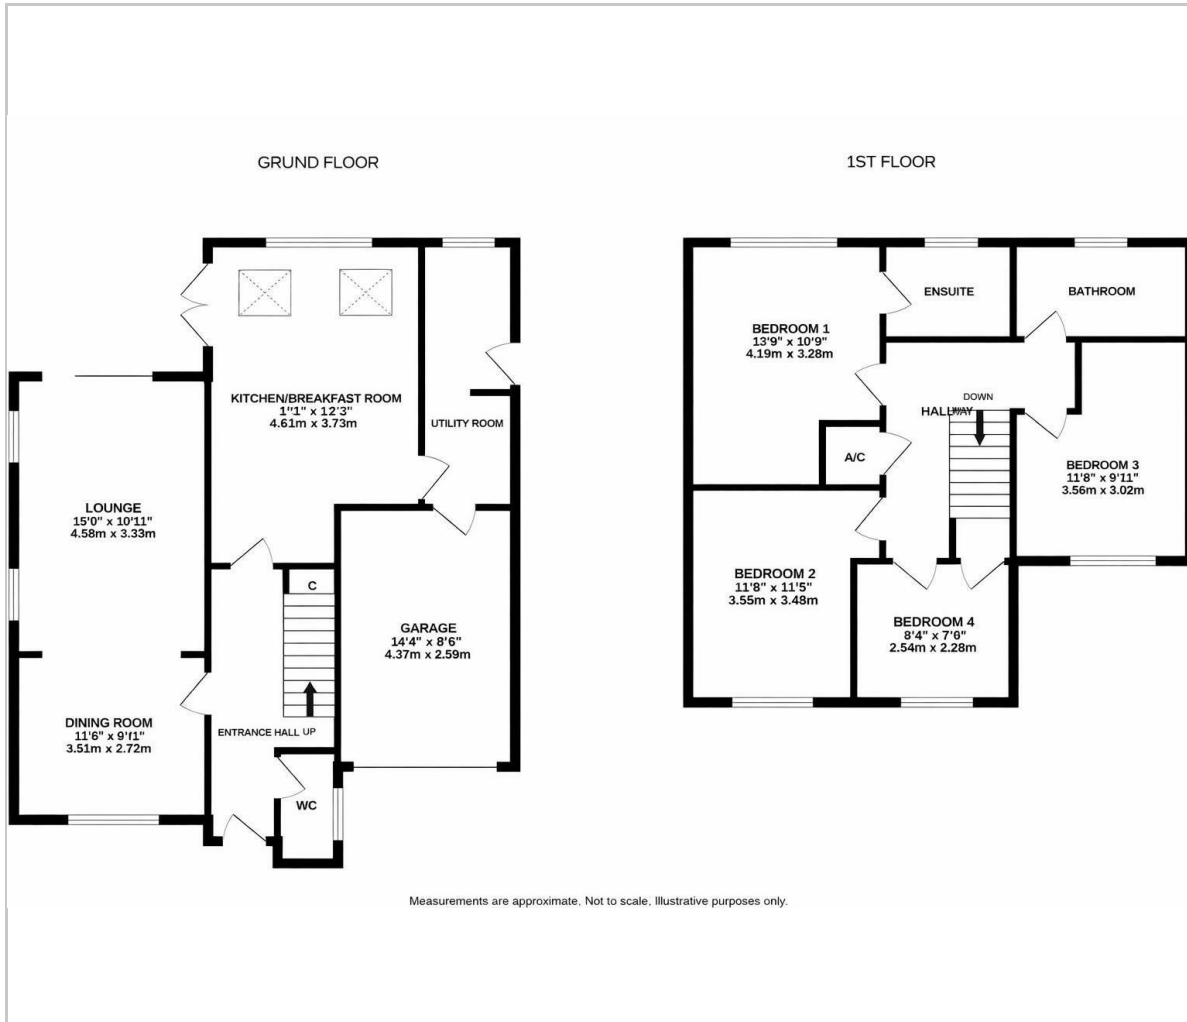 GRUND FLOOR
KITCHEN/BREAKFAST ROOM
1"1" x 12'3"
4.61m x 3.73m
UTILITY ROOM
LOUNGE
15'0" x 10'11"
4.58m x 3.33m
C
GARAGE
14'4" x 8'6"
4.37m x 2.59m
DINING ROOM
3.51m x 2.72m
ENTRANCE HALL
UP
WC
1ST FLOOR
ENSUITE
BATHROOM
BEDROOM 1
13'9" x 10'9"
4.19m x 3.28m
DOWN
HALLWAY
A/C
BEDROOM 3
11'8" x 9'11"
3.56m x 3.02m
BEDROOM 2
11'8" x 11'5"
3.55m x 3.48m
BEDROOM 4
8'4" x 7'6"
2.54m x 2.28m
Measurements are approximate. Not to scale. Illustrative purposes only.